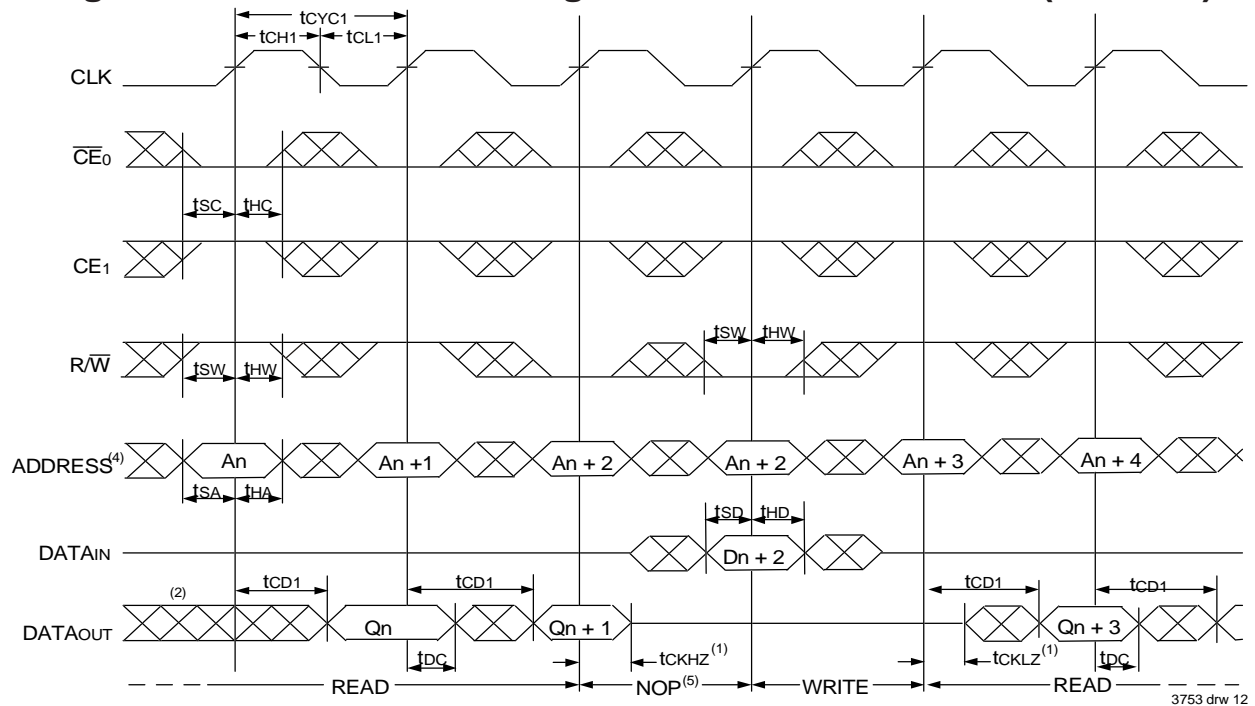 tCYC1
tCH1 tCL1
CLK
CE0
tSC tHC
CE1
tSW tHW
R/W
tSW tHW
ADDRESS(4) An An +1 An + 2 An + 2 An + 3 An + 4
tSA tHA
tSD tHD
DATAIN Dn + 2
(2) tCD1 tCD1 tCD1 tCD1
DATAOUT Qn Qn + 1 Qn + 3
tDC tCKHZ(1) tCKLZ(1) tDC
READ NOP(5) WRITE READ
3753 drw 12